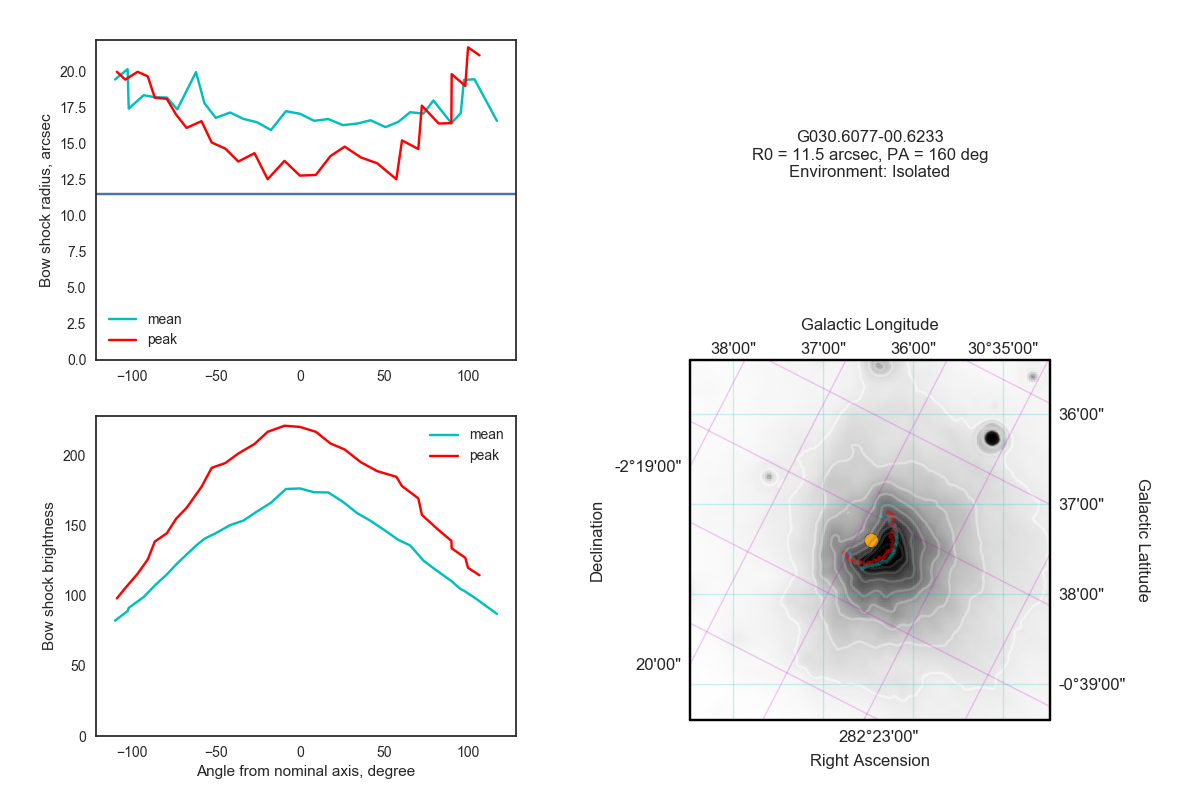 20.0
17.5
15.0
12.5
10.0
7.5
5.0
2.5
0.0
Bow shock radius, arcsec
mean
peak
−100
−50
0
50
100
G030.6077-00.6233
R0 = 11.5 arcsec, PA = 160 deg
Environment: Isolated
200
150
100
50
0
Bow shock brightness
mean
peak
−100
−50
0
50
100
Angle from nominal axis, degree
Galactic Longitude
38'00"
37'00"
36'00"
30°35'00"
-2°19'00"
20'00"
Declination
36'00"
37'00"
38'00"
-0°39'00"
Galactic Latitude
282°23'00"
Right Ascension